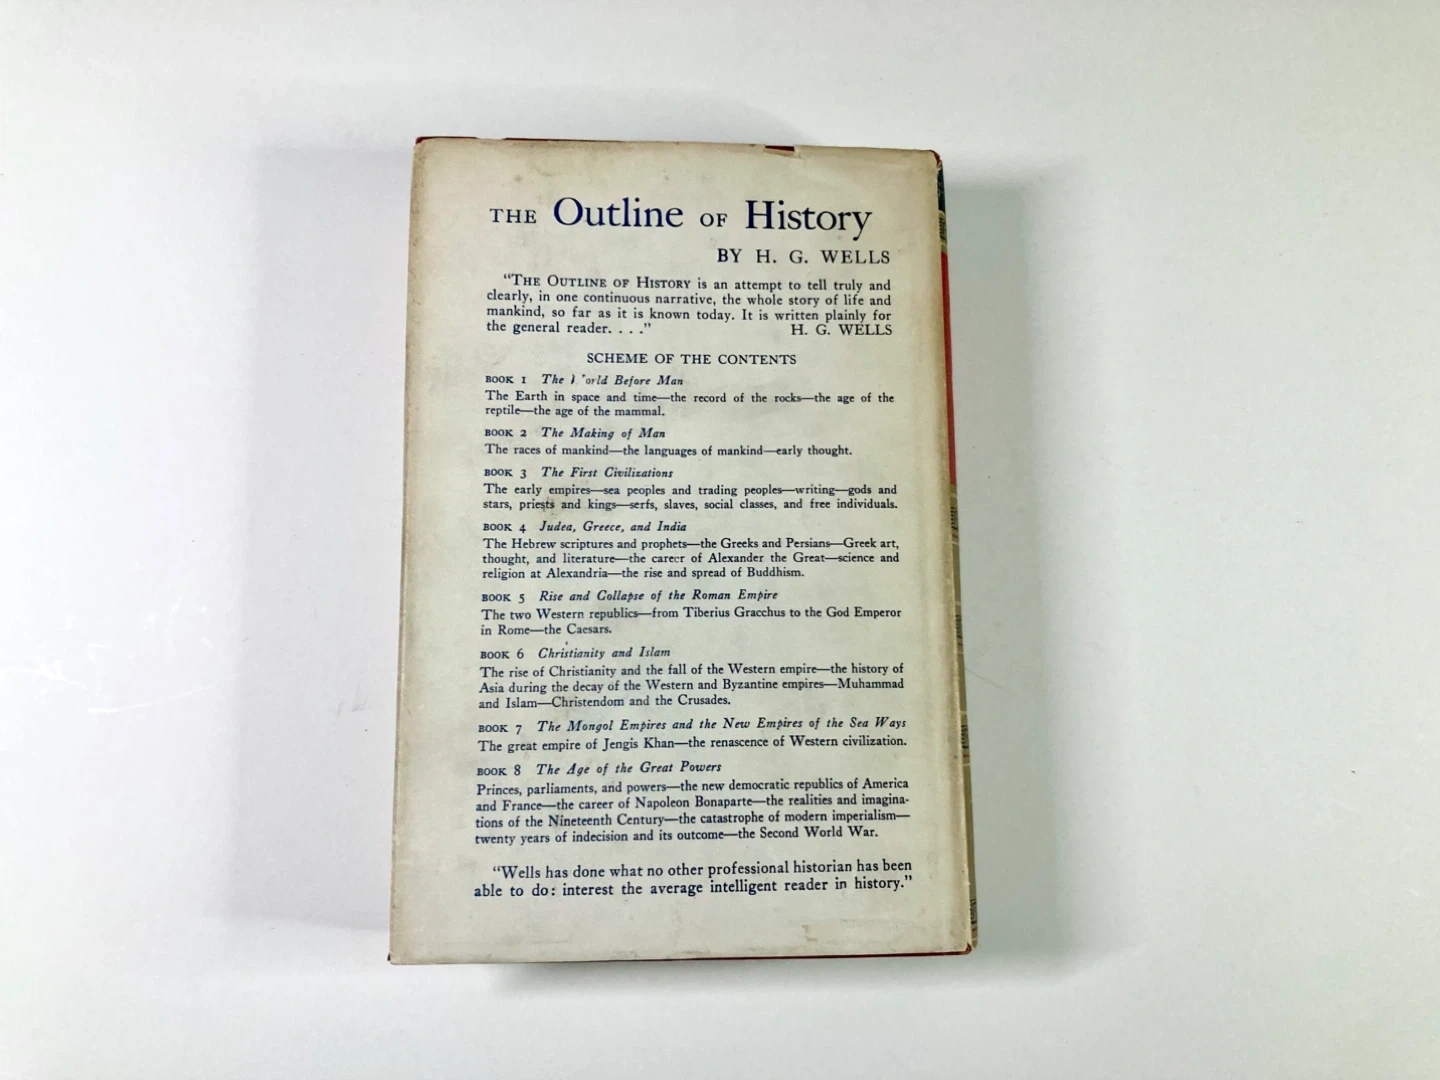 THE Outline OF History
BY H. G. WELLS
"THE OUTLINE OF HISTORY is an attempt to tell truly and
clearly, in one continuous narrative, the whole story of life and
mankind, so far as it is known today. It is written plainly for
the general reader. . . ." H. G. WELLS
SCHEME OF THE CONTENTS
BOOK 1 The World Before Man
The Earth in space and time—the record of the rocks—the age of the
reptile—the age of the mammal.
BOOK 2 The Making of Man
The races of mankind—the languages of mankind—early thought.
BOOK 3 The First Civilizations
The early empires—sea peoples and trading peoples—writing—gods and
stars, priests and kings—serfs, slaves, social classes, and free individuals.
BOOK 4 Judea, Greece, and India
The Hebrew scriptures and prophets—the Greeks and Persians—Greek art,
thought, and literature—the career of Alexander the Great—science and
religion at Alexandria—the rise and spread of Buddhism.
BOOK 5 Rise and Collapse of the Roman Empire
The two Western republics—from Tiberius Gracchus to the God Emperor
in Rome—the Caesars.
BOOK 6 Christianity and Islam
The rise of Christianity and the fall of the Western empire—the history of
Asia during the decay of the Western and Byzantine empires—Muhammad
and Islam—Christendom and the Crusades.
BOOK 7 The Mongol Empires and the New Empires of the Sea Ways
The great empire of Jengis Khan—the renascence of Western civilization.
BOOK 8 The Age of the Great Powers
Princes, parliaments, and powers—the new democratic republics of America
and France—the career of Napoleon Bonaparte—the realities and imagina-
tions of the Nineteenth Century—the catastrophe of modern imperialism—
twenty years of indecision and its outcome—the Second World War.
"Wells has done what no other professional historian has been
able to do: interest the average intelligent reader in history."